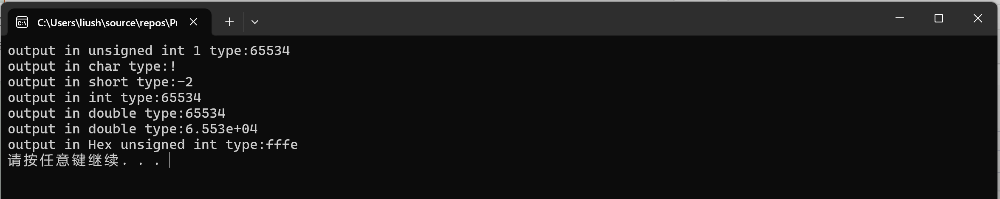 C:\Users\liush\source\repos\Pr
output in unsigned int 1 type:65534
output in char type:!
output in short type:-2
output in int type:65534
output in double type:65534
output in double type:6.553e+04
output in Hex unsigned int type:fffe
请按任意键继续. . .